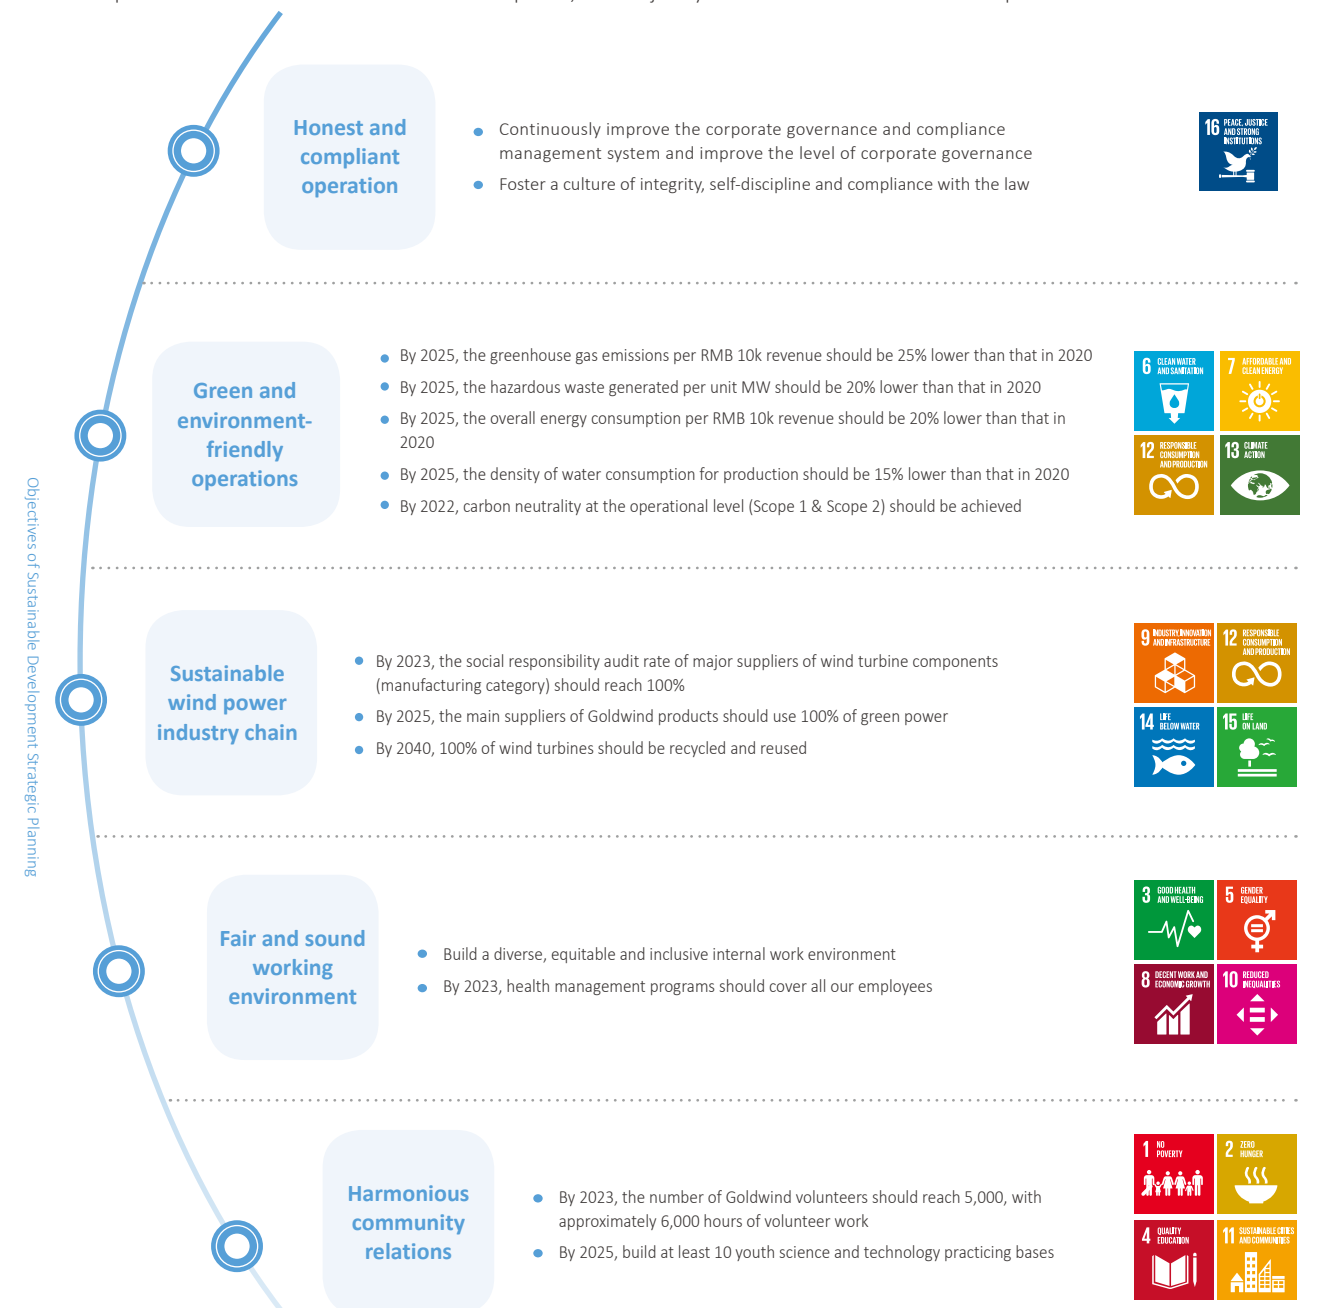 Honest and
compliant
operation
Continuously improve the corporate governance and compliance
management system and improve the level of corporate governance
Foster a culture of integrity, self-discipline and compliance with the law
16 PEACE, JUSTICE
AND STRONG
INSTITUTIONS
Green and
environment-
friendly
operations
By 2025, the greenhouse gas emissions per RMB 10k revenue should be 25% lower than that in 2020
By 2025, the hazardous waste generated per unit MW should be 20% lower than that in 2020
By 2025, the overall energy consumption per RMB 10k revenue should be 20% lower than that in
2020
By 2025, the density of water consumption for production should be 15% lower than that in 2020
By 2022, carbon neutrality at the operational level (Scope 1 & Scope 2) should be achieved
6 CLEAN WATER
AND SANITATION
7 AFFORDABLE AND
CLEAN ENERGY
12 RESPONSIBLE
CONSUMPTION
AND PRODUCTION
13 CLIMATE
ACTION
Objectives of Sustainable Development Strategic Planning
Sustainable
wind power
industry chain
By 2023, the social responsibility audit rate of major suppliers of wind turbine components
(manufacturing category) should reach 100%
By 2025, the main suppliers of Goldwind products should use 100% of green power
By 2040, 100% of wind turbines should be recycled and reused
9 INDUSTRY, INNOVATION
AND INFRASTRUCTURE
12 RESPONSIBLE
CONSUMPTION
AND PRODUCTION
14 LIFE
BELOW WATER
15 LIFE
ON LAND
Fair and sound
working
environment
Build a diverse, equitable and inclusive internal work environment
By 2023, health management programs should cover all our employees
3 GOOD HEALTH
AND WELL-BEING
5 GENDER
EQUALITY
8 DECENT WORK AND
ECONOMIC GROWTH
10 REDUCED
INEQUALITIES
Harmonious
community
relations
By 2023, the number of Goldwind volunteers should reach 5,000, with
approximately 6,000 hours of volunteer work
By 2025, build at least 10 youth science and technology practicing bases
1 NO
POVERTY
2 ZERO
HUNGER
4 QUALITY
EDUCATION
11 SUSTAINABLE CITIES
AND COMMUNITIES